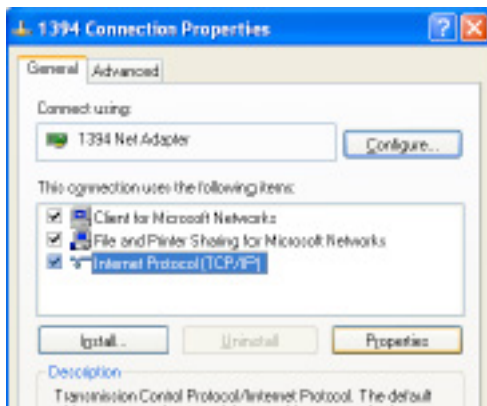 1394 Connection Properties
General Advanced
Connect using:
1394 Net Adapter Configure...
This connection uses the following items:
Client for Microsoft Networks
File and Printer Sharing for Microsoft Networks
Internet Protocol (TCP/IP)
Install... Uninstall Properties
Description
Transmission Control Protocol/Internet Protocol. The default